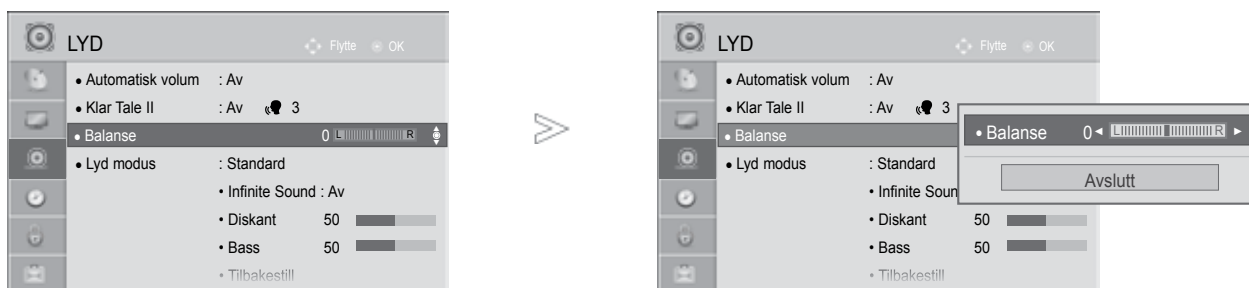 LYD
Flytte OK
• Automatisk volum : Av
• Klar Tale II : Av 3
• Balanse 0 L R
• Lyd modus : Standard
• Infinite Sound : Av
• Diskant 50
• Bass 50
• Tilbakestill
LYD
Flytte OK
• Automatisk volum : Av
• Klar Tale II : Av 3
• Balanse
• Lyd modus : Standard
• Infinite Soun
• Diskant 50
• Bass 50
• Tilbakestill
• Balanse 0 ◄ L R ►
Avslutt